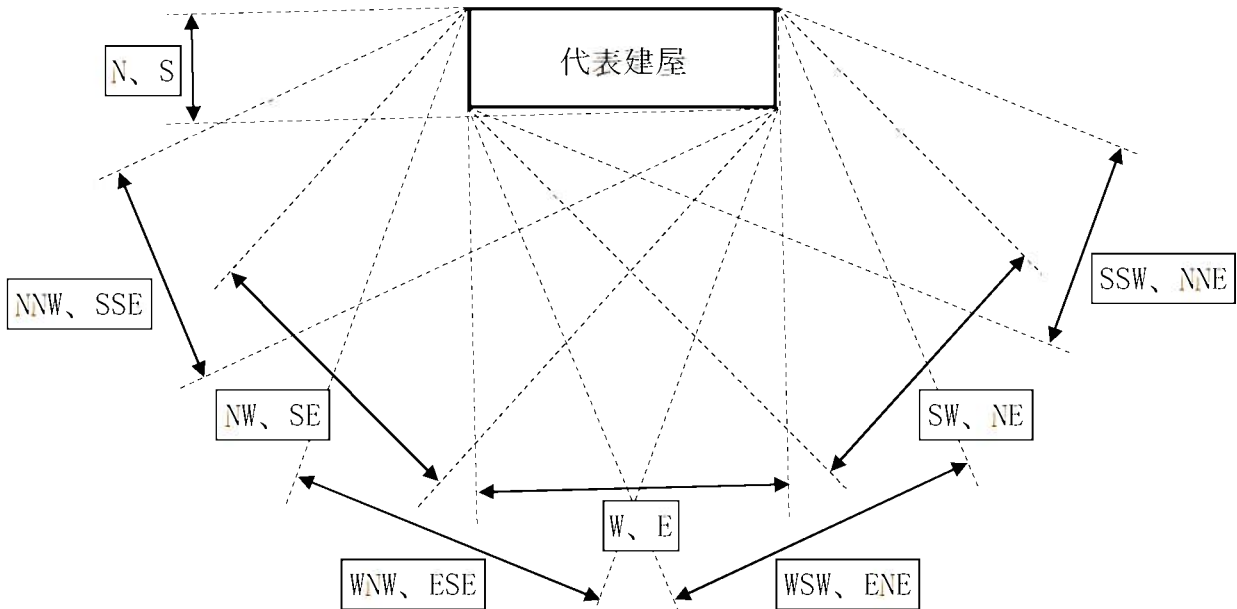 代表建屋
N、S
NNW、SSE
SSW、NNE
NW、SE
SW、NE
W、E
WNW、ESE
WSW、ENE